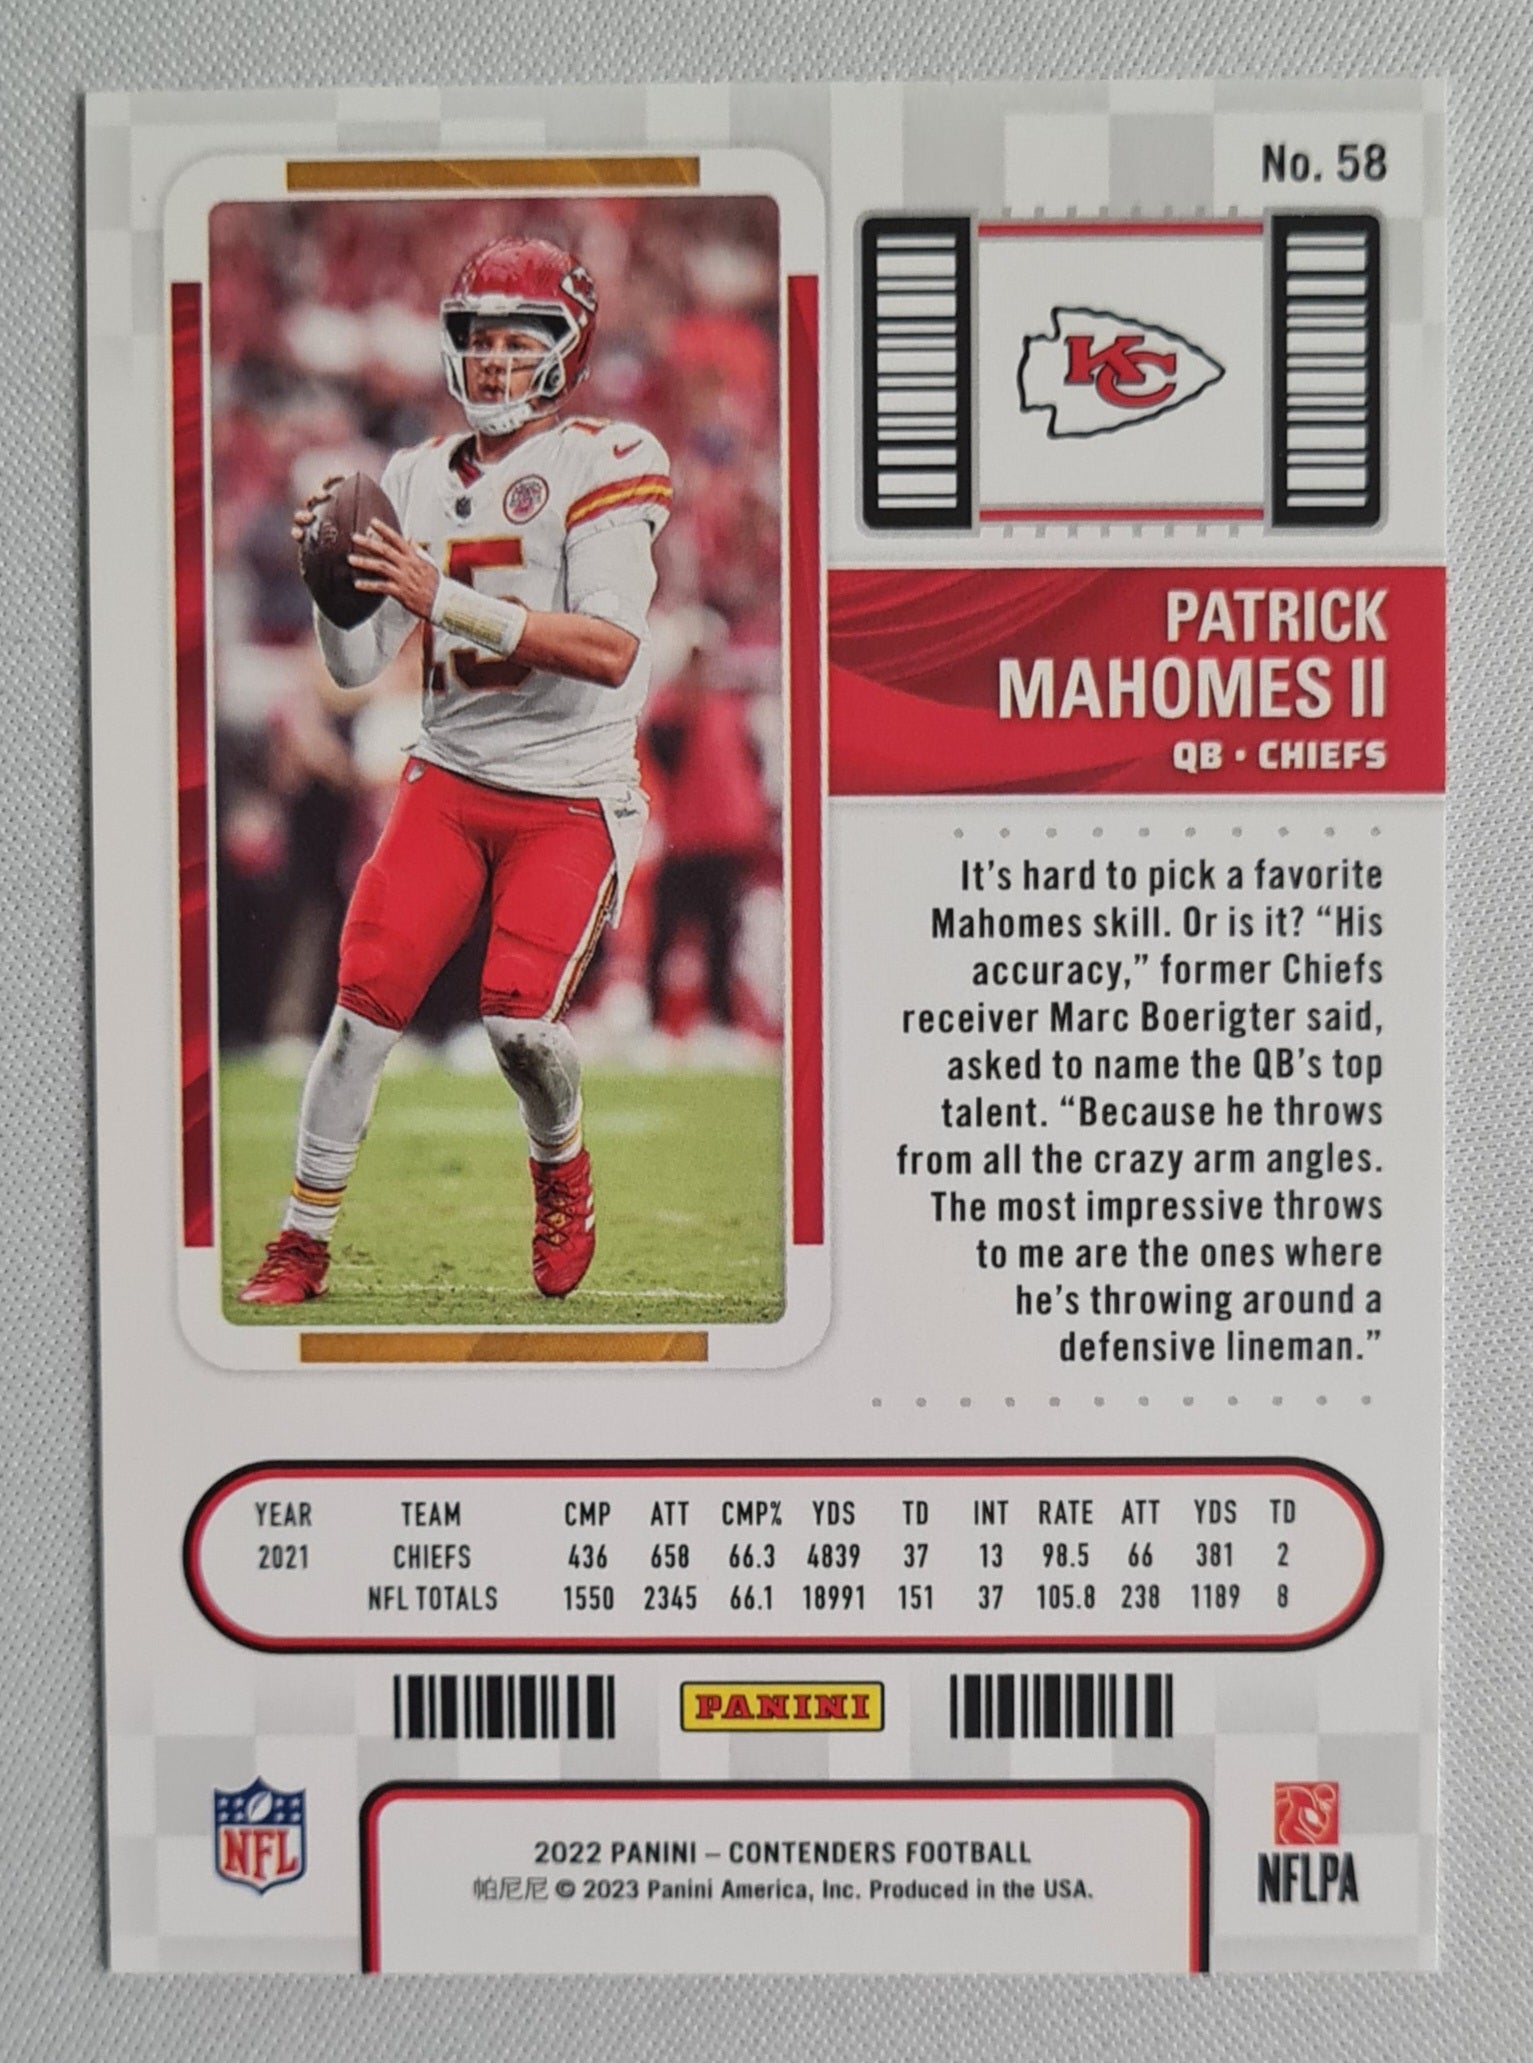 No. 58
KC
PATRICK
MAHOMES II
QB • CHIEFS
It's hard to pick a favorite
Mahomes skill. Or is it? “His
accuracy,” former Chiefs
receiver Marc Boerigter said,
asked to name the QB's top
talent. “Because he throws
from all the crazy arm angles.
The most impressive throws
to me are the ones where
he's throwing around a
defensive lineman.”
15
YEAR TEAM CMP ATT CMP% YDS TD INT RATE ATT YDS TD
2021 CHIEFS 436 658 66.3 4839 37 13 98.5 66 381 2
NFL TOTALS 1550 2345 66.1 18991 151 37 105.8 238 1189 8
PANINI
NFL
2022 PANINI – CONTENDERS FOOTBALL
帕尼尼 © 2023 Panini America, Inc. Produced in the USA.
NFLPA